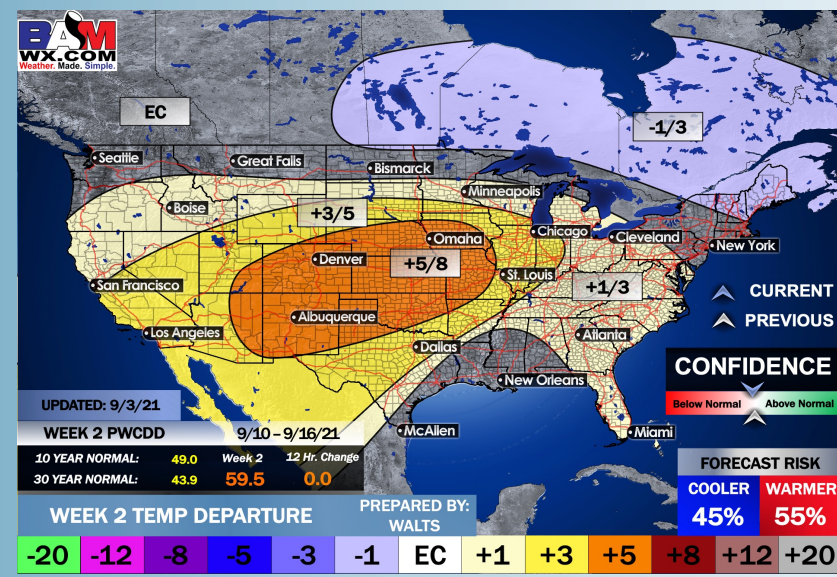 BAM
WX.COM
Weather. Made. Simple.
EC
-1/3
Seattle
Great Falls
Bismarck
Minneapolis
Boise
+3/5
Omaha
Chicago
Cleveland
New York
Denver
+5/8
St. Louis
San Francisco
+1/3
CURRENT
Albuquerque
PREVIOUS
Los Angeles
Atlanta
Dallas
CONFIDENCE
New Orleans
Below Normal
Above Normal
McAllen
Miami
UPDATED: 9/3/21
WEEK 2 PWCDD 9/10 – 9/16/21
10 YEAR NORMAL: 49.0 Week 2 12 Hr. Change
30 YEAR NORMAL: 43.9 59.5 0.0
FORECAST RISK
COOLER WARMER
45% 55%
WEEK 2 TEMP DEPARTURE
PREPARED BY:
WALTS
-20 -12 -8 -5 -3 -1 EC +1 +3 +5 +8 +12 +20